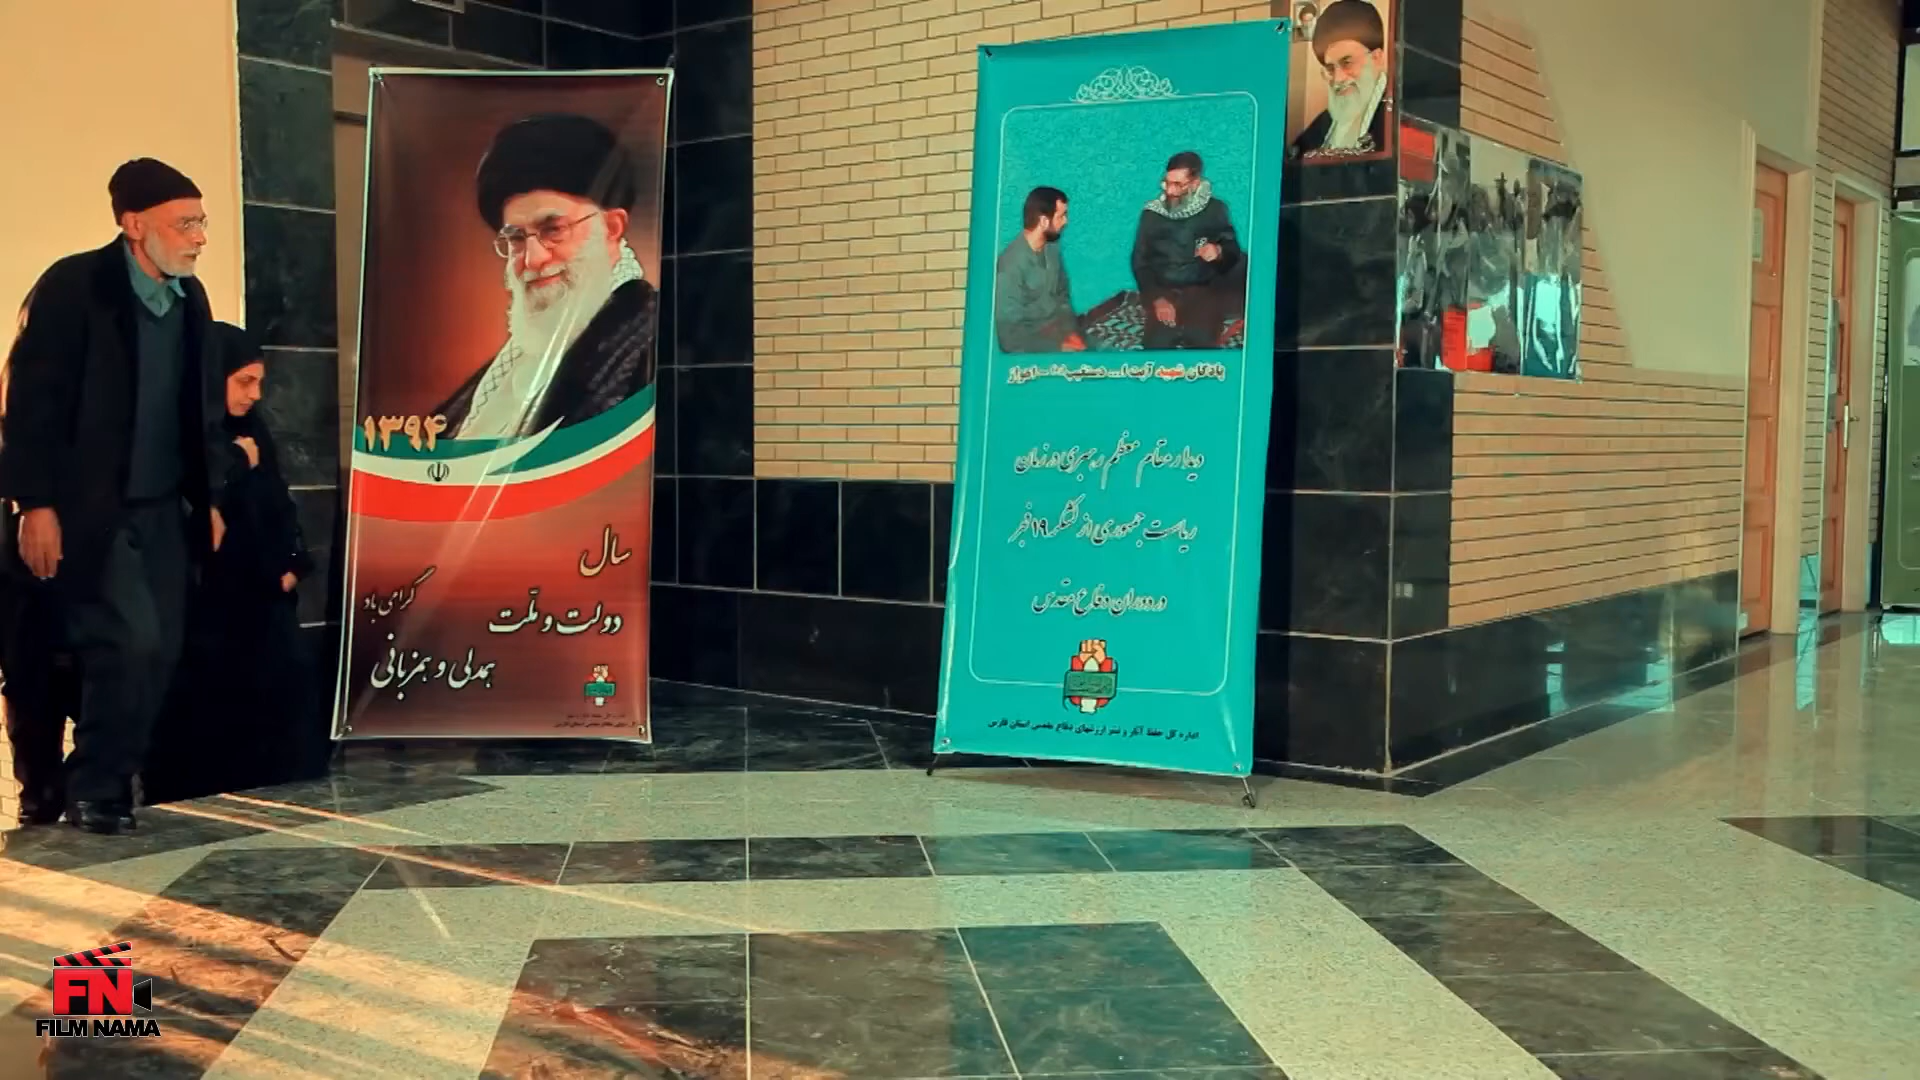 ۱۳۹۴
سال
دولت و ملّت
همدلی و همزبانی
گرامی باد
پادگان شهید آیت ا... دستغیب(ره) - اهواز
دیدار مقام معظم رهبری در زمان
ریاست جمهوری از لشکر ۱۹ فجر
در دوران دفاع مقدس
اداره کل حفظ آثار و نشر ارزشهای دفاع مقدس استان فارس
FN
FILM NAMA